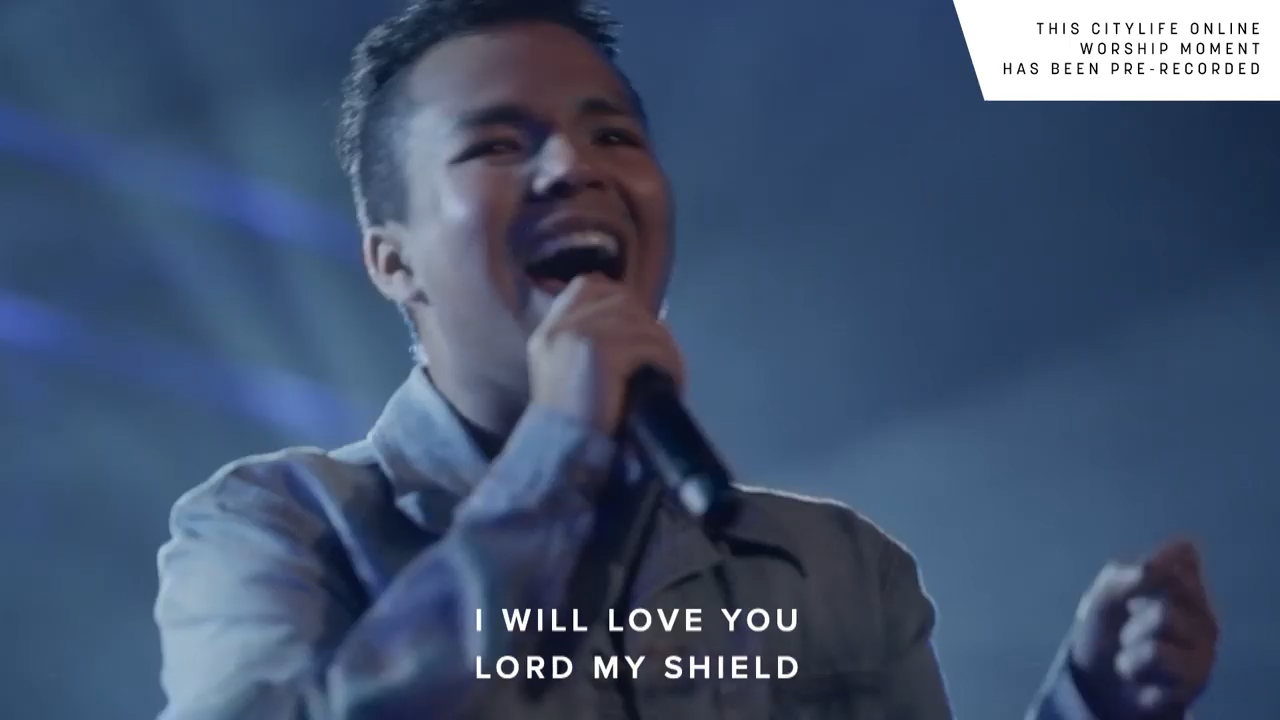 THIS CITYLIFE ONLINE
WORSHIP MOMENT
HAS BEEN PRE-RECORDED
I WILL LOVE YOU
LORD MY SHIELD